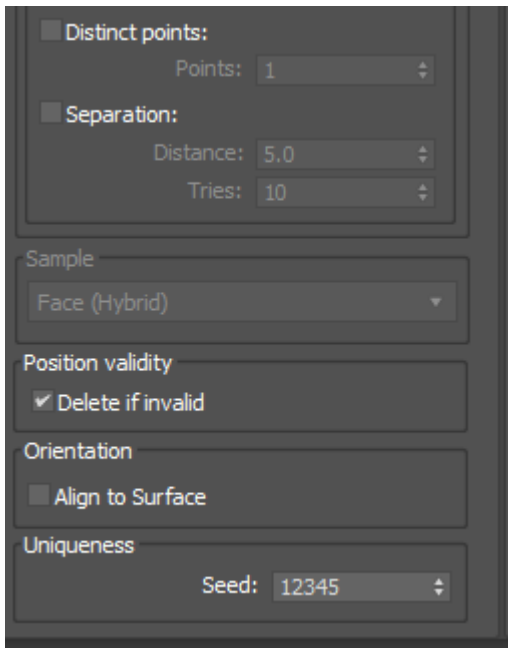 Distinct points:
Points: 1
Separation:
Distance: 5.0
Tries: 10
Sample
Face (Hybrid)
Position validity
Delete if invalid
Orientation
Align to Surface
Uniqueness
Seed: 12345